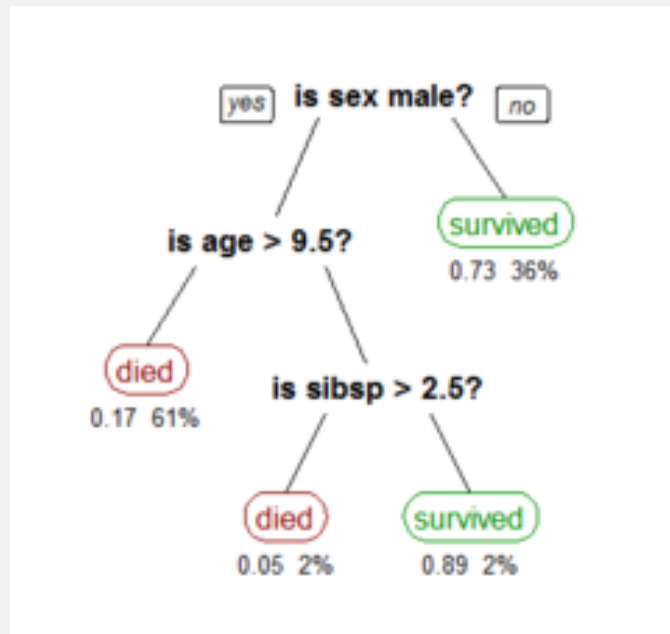 yes is sex male? no
is age > 9.5?
survived
0.73 36%
died
0.17 61%
is sibsp > 2.5?
died
0.05 2%
survived
0.89 2%